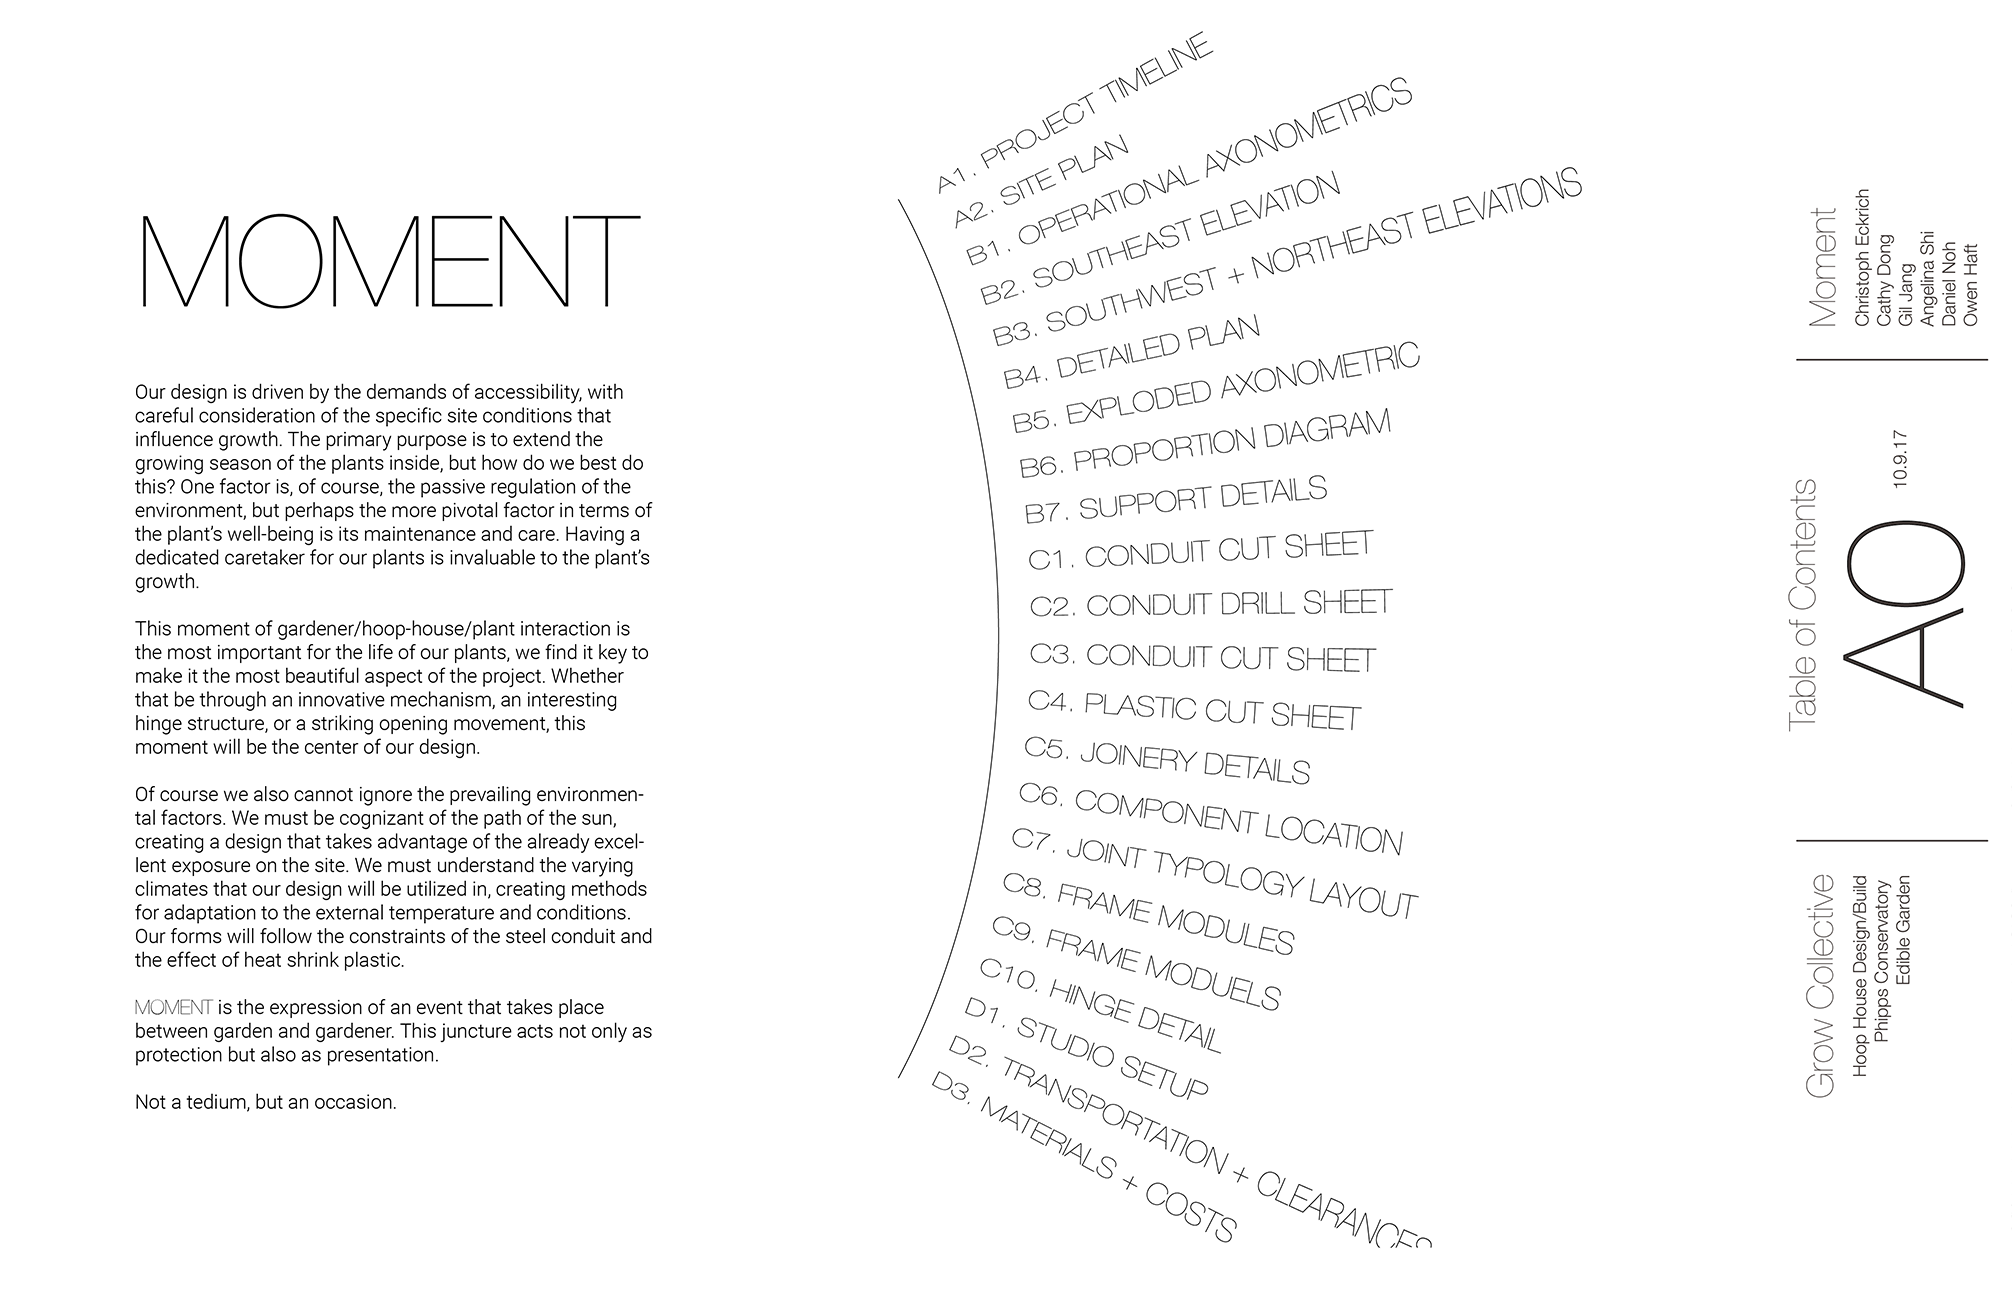 MOMENT
Our design is driven by the demands of accessibility, with
careful consideration of the specific site conditions that
influence growth. The primary purpose is to extend the
growing season of the plants inside, but how do we best do
this? One factor is, of course, the passive regulation of the
environment, but perhaps the more pivotal factor in terms of
the plant’s well-being is its maintenance and care. Having a
dedicated caretaker for our plants is invaluable to the plant’s
growth.
This moment of gardener/hoop-house/plant interaction is
the most important for the life of our plants, we find it key to
make it the most beautiful aspect of the project. Whether
that be through an innovative mechanism, an interesting
hinge structure, or a striking opening movement, this
moment will be the center of our design.
Of course we also cannot ignore the prevailing environmen-
tal factors. We must be cognizant of the path of the sun,
creating a design that takes advantage of the already excel-
lent exposure on the site. We must understand the varying
climates that our design will be utilized in, creating methods
for adaptation to the external temperature and conditions.
Our forms will follow the constraints of the steel conduit and
the effect of heat shrink plastic.
MOMENT is the expression of an event that takes place
between garden and gardener. This juncture acts not only as
protection but also as presentation.
Not a tedium, but an occasion.
A1. PROJECT TIMELINE
A2. SITE PLAN
B1. OPERATIONAL AXONOMETRICS
B2. SOUTHEAST ELEVATION
B3. SOUTHWEST + NORTHEAST ELEVATIONS
B4. DETAILED PLAN
B5. EXPLODED AXONOMETRIC
B6. PROPORTION DIAGRAM
B7. SUPPORT DETAILS
C1. CONDUIT CUT SHEET
C2. CONDUIT DRILL SHEET
C3. CONDUIT CUT SHEET
C4. PLASTIC CUT SHEET
C5. JOINERY DETAILS
C6. COMPONENT LOCATION
C7. JOINT TYPOLOGY LAYOUT
C8. FRAME MODULES
C9. FRAME MODUELS
C10. HINGE DETAIL
D1. STUDIO SETUP
D2. TRANSPORTATION + CLEARANCES
D3. MATERIALS + COSTS
Moment
Christoph Eckrich
Cathy Dong
Gil Jang
Angelina Shi
Daniel Noh
Owen Haft
Table of Contents
A0
10.9.17
Grow Collective
Hoop House Design/Build
Phipps Conservatory
Edible Garden